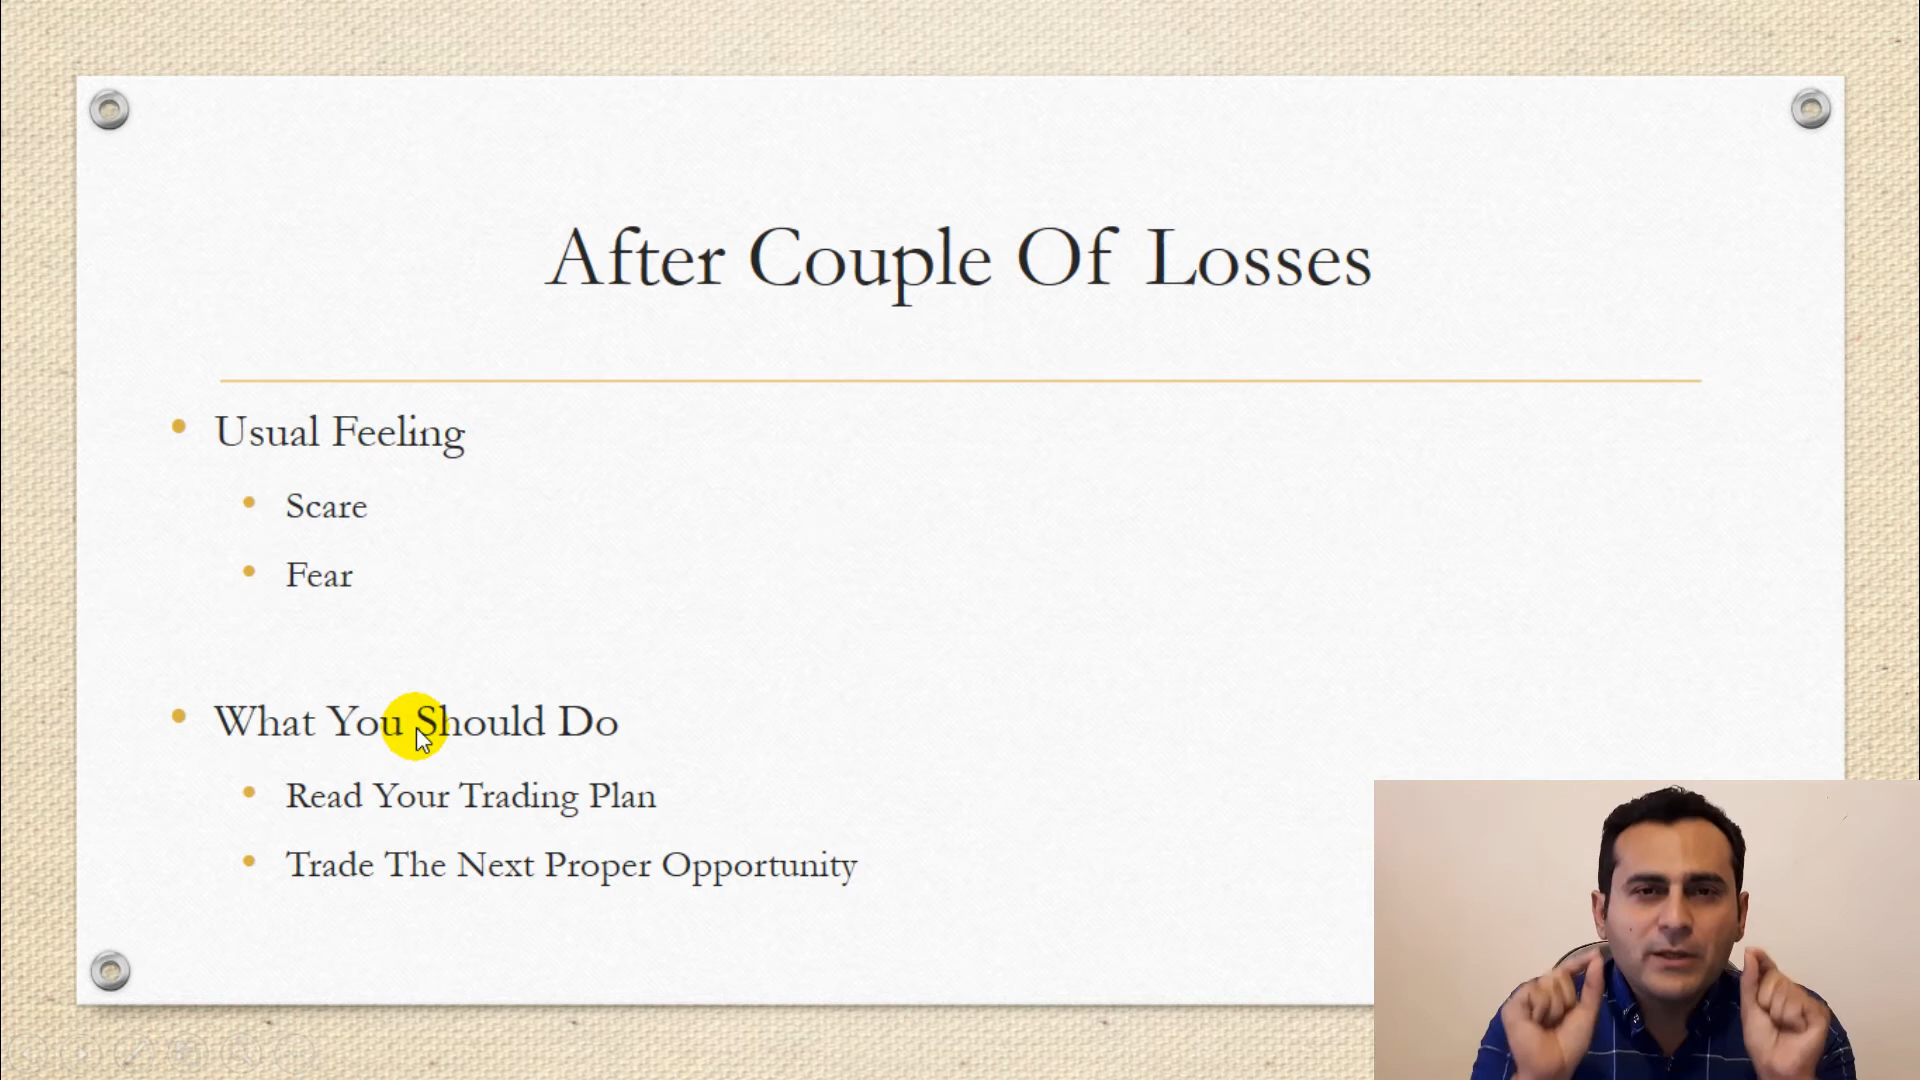 After Couple Of Losses
Usual Feeling
Scare
Fear
What You Should Do
Read Your Trading Plan
Trade The Next Proper Opportunity